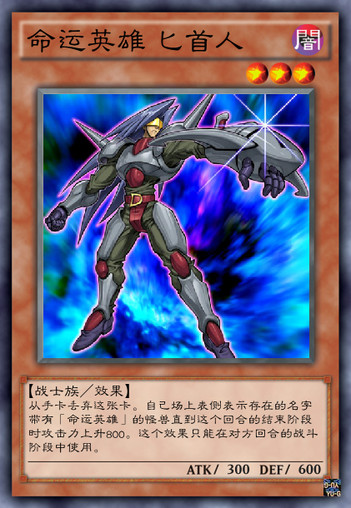 命运英雄 匕首人
闇
【战士族／效果】
从手卡丢弃这张卡。自己场上表侧表示存在的名字
带有「命运英雄」的怪兽直到这个回合的结束阶段
时攻击力上升800。这个效果只能在对方回合的战斗
阶段中使用。
ATK/ 300 DEF/ 600